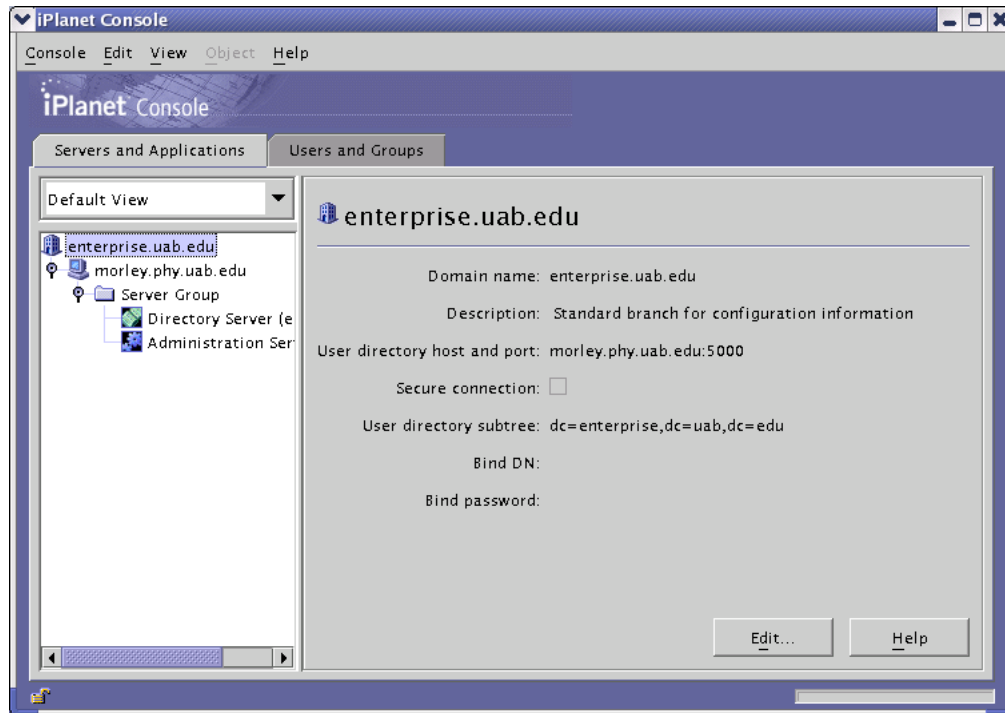 iPlanet Console
Console Edit View Object Help
iPlanet Console
Servers and Applications
Users and Groups
Default View
enterprise.uab.edu
morley.phy.uab.edu
Server Group
Directory Server (e
Administration Ser
enterprise.uab.edu
Domain name: enterprise.uab.edu
Description: Standard branch for configuration information
User directory host and port: morley.phy.uab.edu:5000
Secure connection:
User directory subtree: dc=enterprise,dc=uab,dc=edu
Bind DN:
Bind password:
Edit...
Help